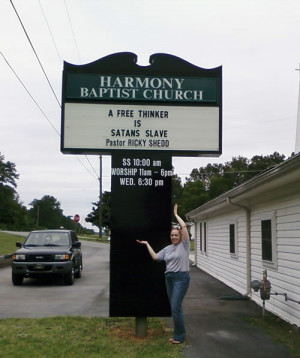 HARMONY
BAPTIST CHURCH
A FREE THINKER
IS
SATANS SLAVE
Pastor RICKY SHEDD
SS 10:00 am
WORSHIP 11am - 6pm
WED. 6:30 pm